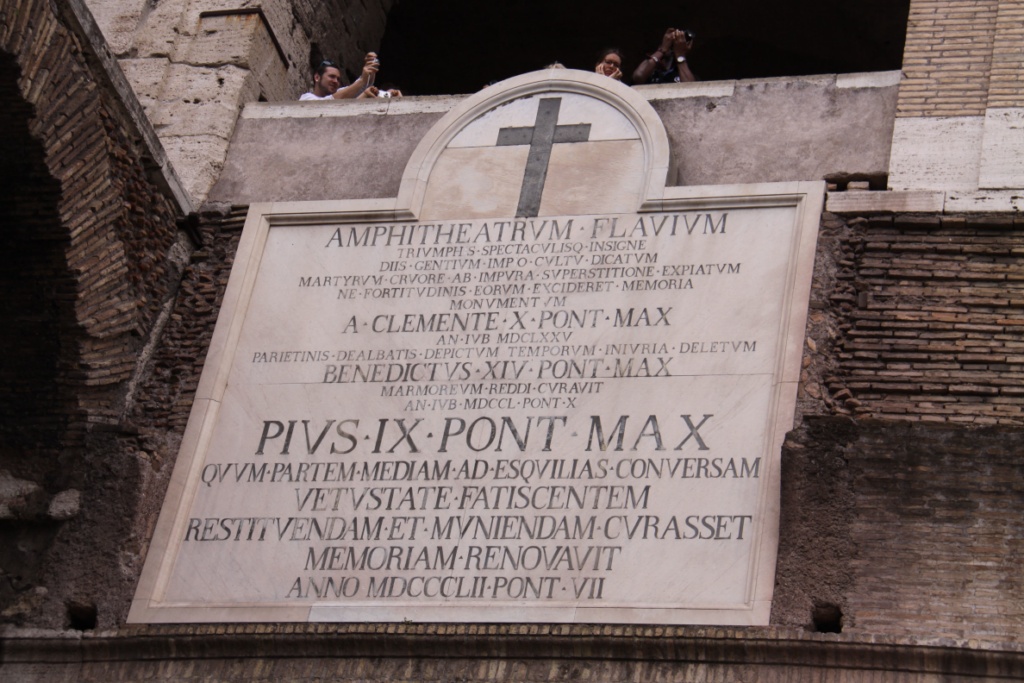 AMPHITHEATRVM · FLAVIVM
TRIVMPHIS · SPECTACVLISQ · INSIGNE
DIIS · GENTIVM · IMPIO · CVLTV · DICATVM
MARTYRVM · CRVORE · AB · IMPVRA · SVPERSTITIONE · EXPIATVM
NE · FORTITVDINIS · EORVM · EXCIDERET · MEMORIA
MONVMENTVM
A · CLEMENTE · X · PONT · MAX
AN · IVB · MDCLXXV
PARIETINIS · DEALBATIS · DEPICTVM · TEMPORVM · INIVRIA · DELETVM
BENEDICTVS · XIV · PONT · MAX
MARMOREVM · REDDI · CVRAVIT
AN · IVB · MDCCL · PONT · X
PIVS · IX · PONT · MAX
QVVM · PARTEM · MEDIAM · AD · ESQVILIAS · CONVERSAM
VETVSTATE · FATISCENTEM
RESTITVENDAM · ET · MVNIENDAM · CVRASSET
MEMORIAM · RENOVAVIT
ANNO MDCCCLII · PONT · VII